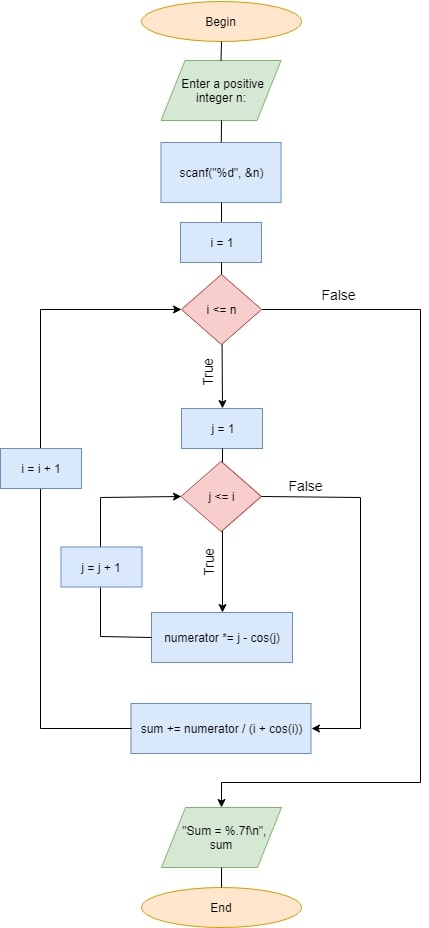 Begin
Enter a positive
integer n:
scanf("%d", &n)
i = 1
i <= n
False
True
j = 1
i = i + 1
j <= i
False
True
j = j + 1
numerator *= j - cos(j)
sum += numerator / (i + cos(i))
"Sum = %.7f\n",
sum
End